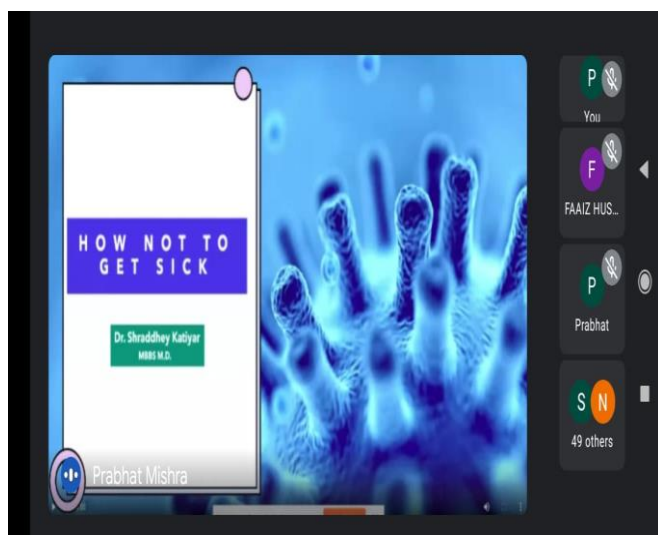 HOW NOT TO
GET SICK
Dr. Shraddhey Katiyar
MBBS M.D.
Prabhat Mishra
P
You
F
FAAIZ HUS...
P
Prabhat
S N
49 others